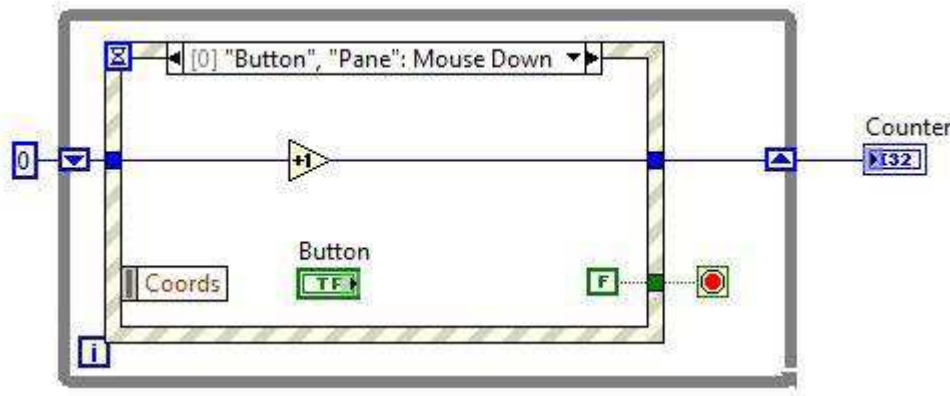 [0] "Button", "Pane": Mouse Down
Counter
0
+1
I32
Button
Coords
TF
F
i